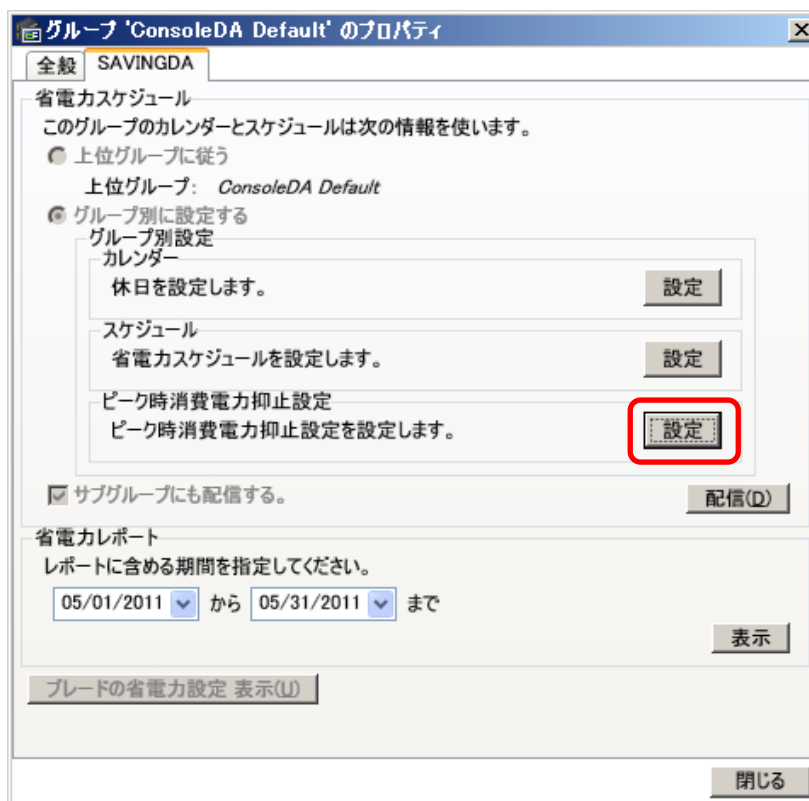 グループ 'ConsoleDA Default' のプロパティ
全般 SAVINGDA
省電力スケジュール
このグループのカレンダーとスケジュールは次の情報を使います。
上位グループに従う
上位グループ: ConsoleDA Default
グループ別に設定する
グループ別設定
カレンダー
休日を設定します。 設定
スケジュール
省電力スケジュールを設定します。 設定
ピーク時消費電力抑止設定
ピーク時消費電力抑止設定を設定します。 設定
サブグループにも配信する。 配信(D)
省電力レポート
レポートに含める期間を指定してください。
05/01/2011 から 05/31/2011 まで
表示
ブレードの省電力設定 表示(U)
閉じる